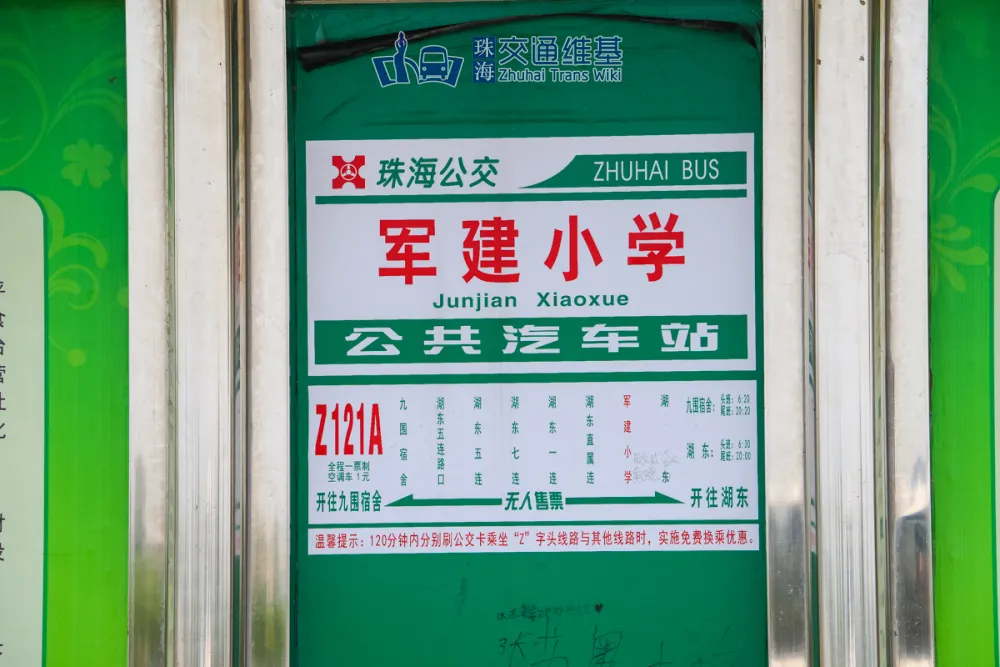 珠海 交通维基
Zhuhai Trans Wiki
珠海公交 ZHUHAI BUS
军建小学
Junjian Xiaoxue
公共汽车站
Z121A
全程一票制
空调车1元
九围宿舍
湖东五连路口
湖东五连
湖东七连
湖东一连
湖东直属连
军建小学
湖东
九围宿舍: 头班: 6:20
尾班: 20:20
湖东: 头班: 6:30
尾班: 20:00
开往九围宿舍 无人售票 开往湖东
温馨提示：120分钟内分别刷公交卡乘坐“Z”字头线路与其他线路时，实施免费换乘优惠。